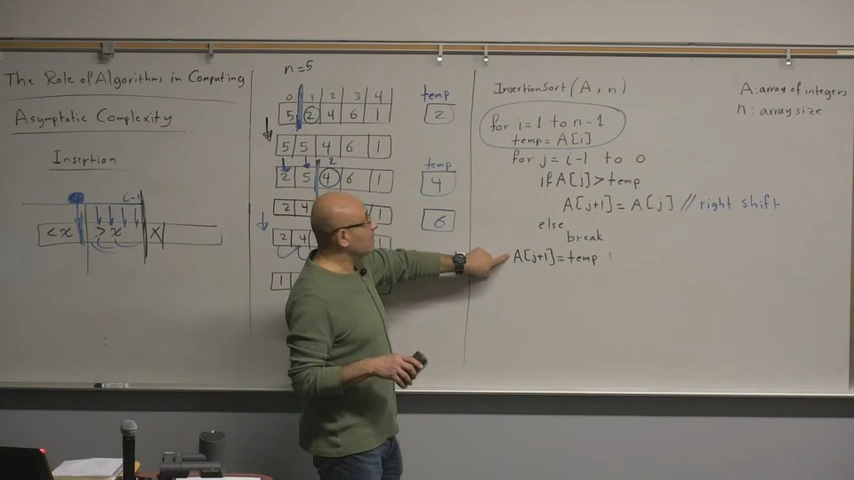 The Role of Algorithms in Computing
Asymptotic Complexity
Insertion
i-1
<x >x X
n=5
0 1 2 3 4
5 2 4 6 1
5 5 4 6 1
2
2 5 4 6 1
2 4 1
2 4 1
1
temp
2
temp
4
6
InsertionSort(A, n)
for i=1 to n-1
temp=A[i]
for j=i-1 to 0
if A[j]>temp
A[j+1]=A[j] //right shift
else
break
A[j+1]=temp
A: array of integers
n: array size